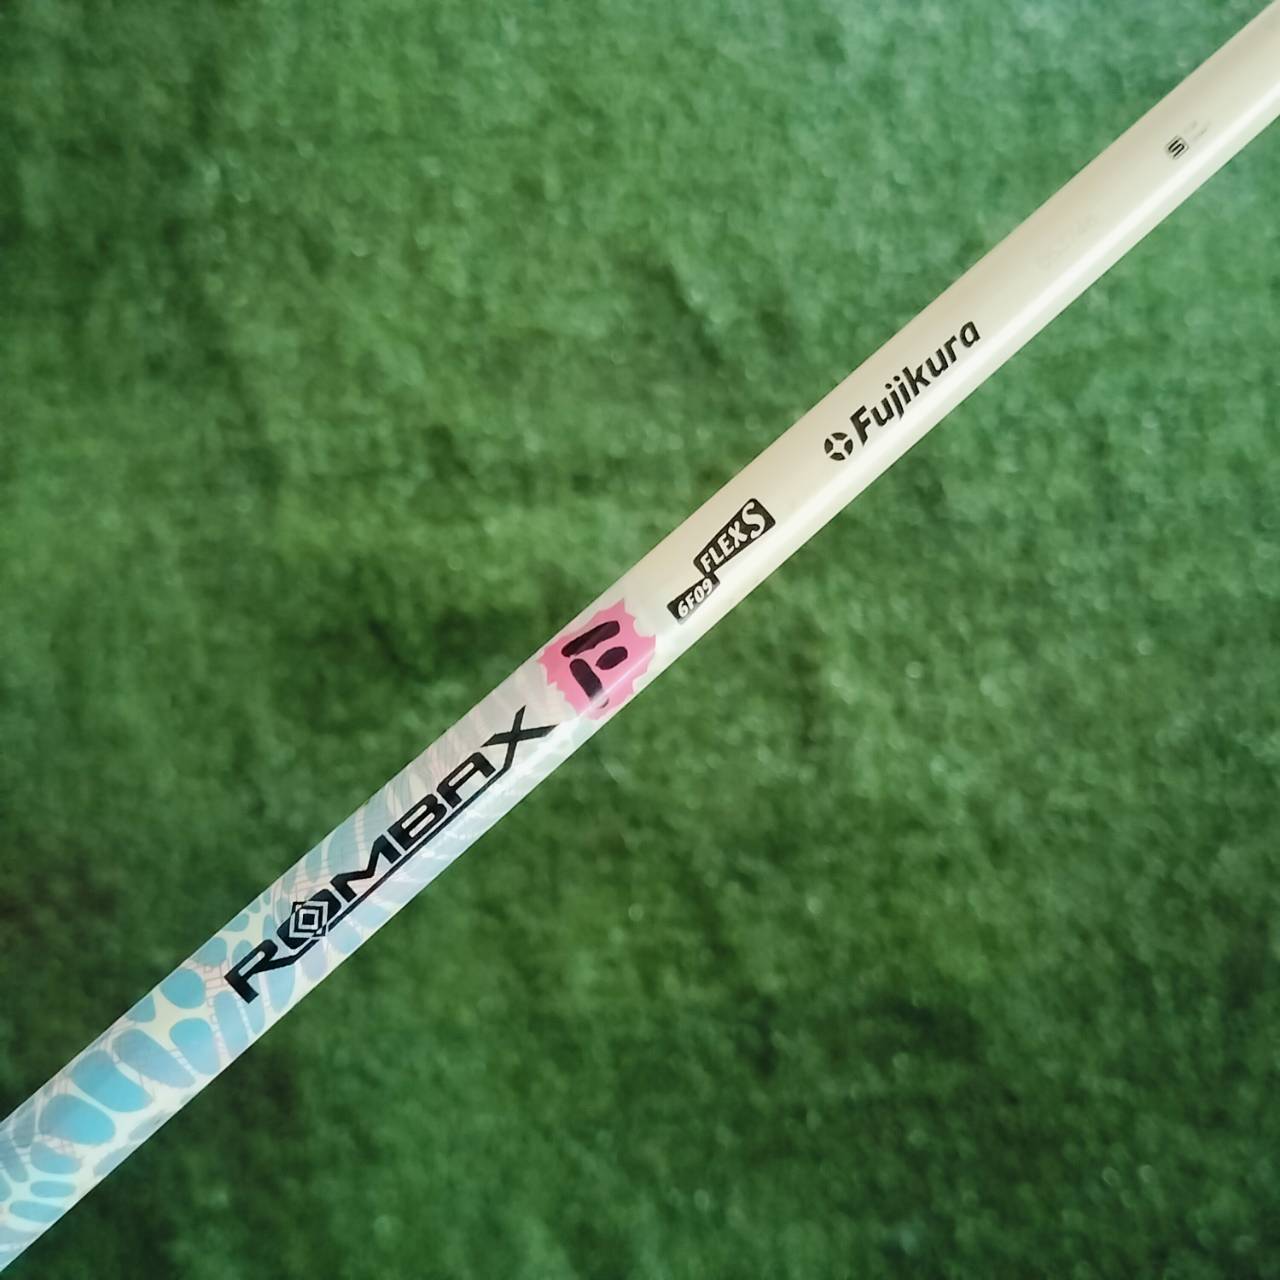 ROMBAX
F
6F09
FLEX S
Fujikura
S